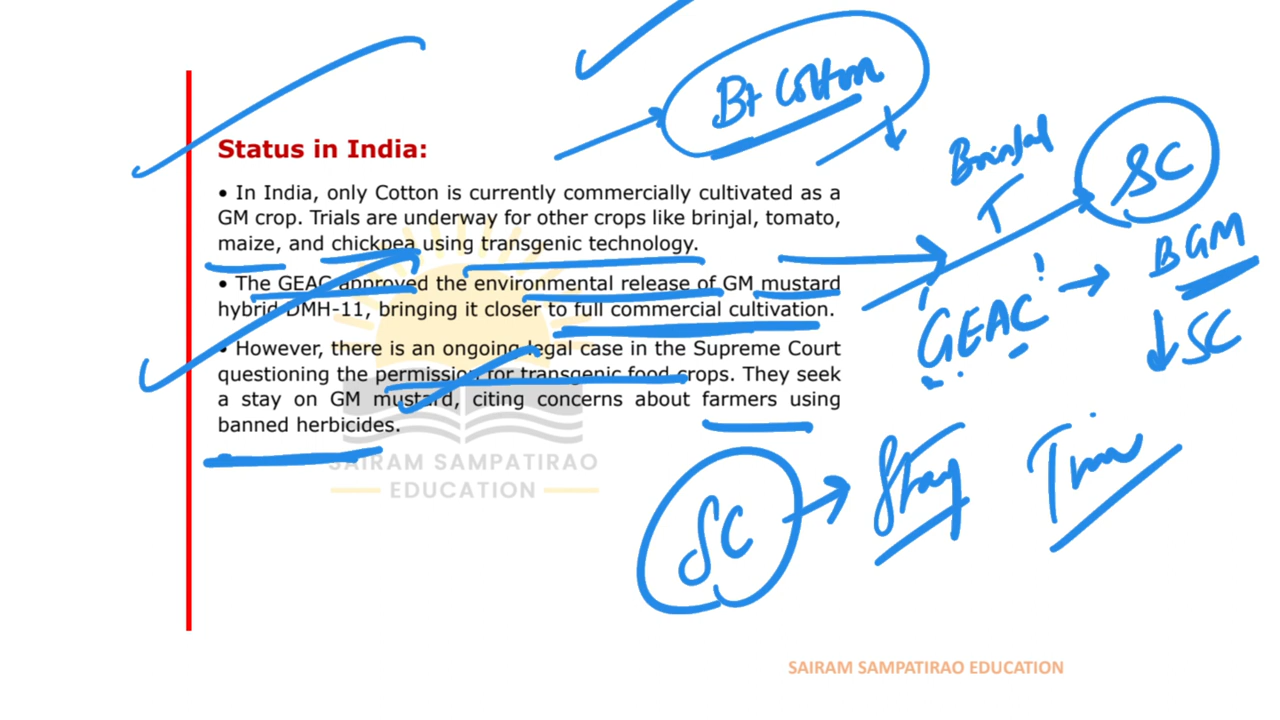 Bt Cotton
Brinjal
T
SC
Status in India:
• In India, only Cotton is currently commercially cultivated as a
GM crop. Trials are underway for other crops like brinjal, tomato,
maize, and chickpea using transgenic technology.
BGM
• The GEAC approved the environmental release of GM mustard
hybrid DMH-11, bringing it closer to full commercial cultivation.
GEAC
SC
• However, there is an ongoing legal case in the Supreme Court
questioning the permission for transgenic food crops. They seek
a stay on GM mustard, citing concerns about farmers using
banned herbicides.
SC
Stay
SAIRAM SAMPATIRAO
EDUCATION
SAIRAM SAMPATIRAO EDUCATION